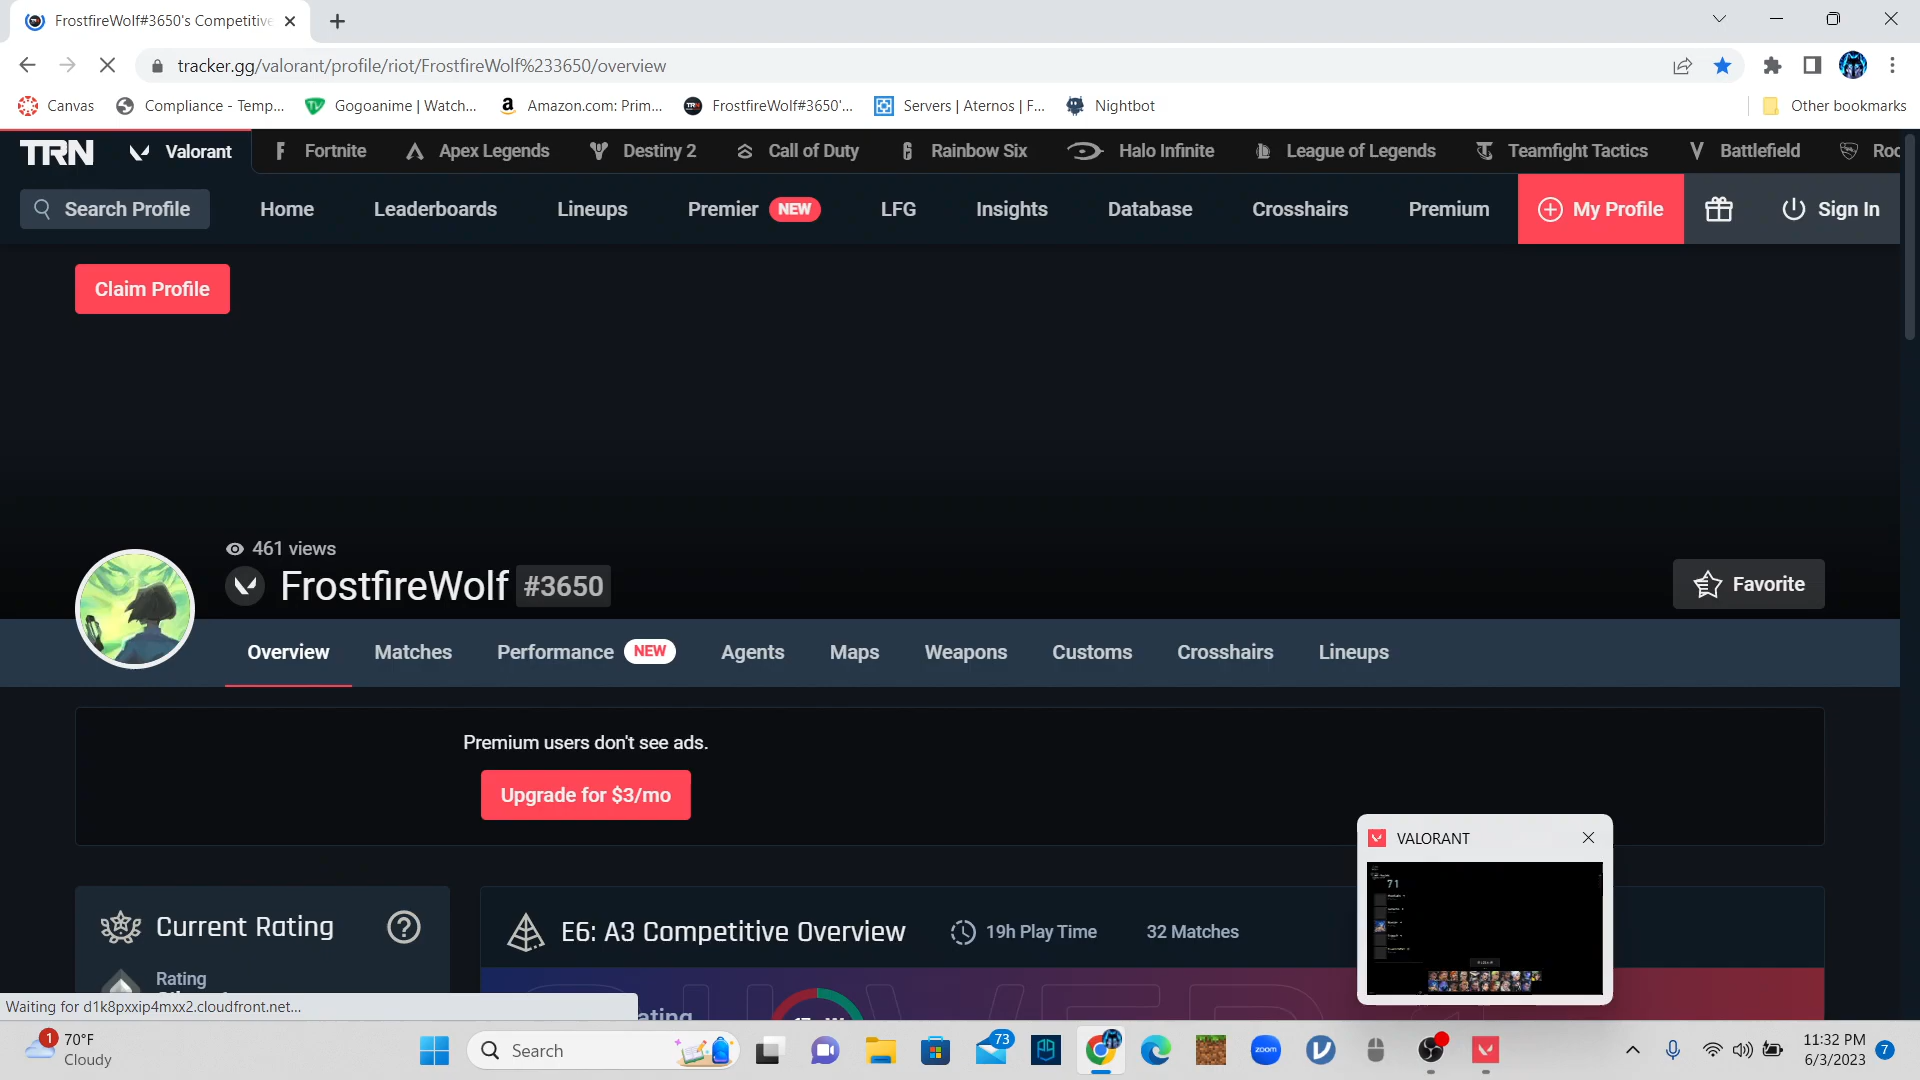 FrostfireWolf#3650's Competitive
tracker.gg/valorant/profile/riot/FrostfireWolf%233650/overview
Canvas
Compliance - Temp...
Gogoanime | Watch...
Amazon.com: Prim...
FrostfireWolf#3650'...
Servers | Aternos | F...
Nightbot
Other bookmarks
TRN
Valorant
Fortnite
Apex Legends
Destiny 2
Call of Duty
Rainbow Six
Halo Infinite
League of Legends
Teamfight Tactics
Battlefield
Roc
Search Profile
Home
Leaderboards
Lineups
Premier NEW
LFG
Insights
Database
Crosshairs
Premium
My Profile
Sign In
Claim Profile
461 views
FrostfireWolf #3650
Favorite
Overview
Matches
Performance NEW
Agents
Maps
Weapons
Customs
Crosshairs
Lineups
Premium users don't see ads.
Upgrade for $3/mo
VALORANT
71
Current Rating
E6: A3 Competitive Overview
19h Play Time
32 Matches
Rating
Waiting for d1k8pxxip4mxx2.cloudfront.net...
1
70°F
Cloudy
Search
73
zoom
11:32 PM
6/3/2023
7